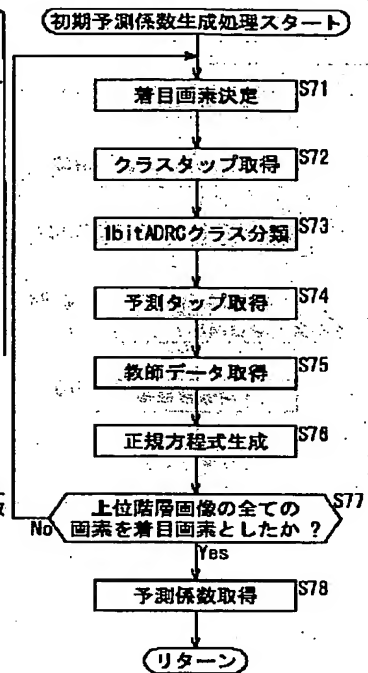 初期予測係数生成処理スタート
着目画素決定 S71
クラスタップ取得 S72
1bitADRCクラス分類 S73
予測タップ取得 S74
教師データ取得 S75
正規方程式生成 S76
上位階層画像の全ての S77
画素を着目画素としたか ?
No
Yes
予測係数取得 S78
リターン